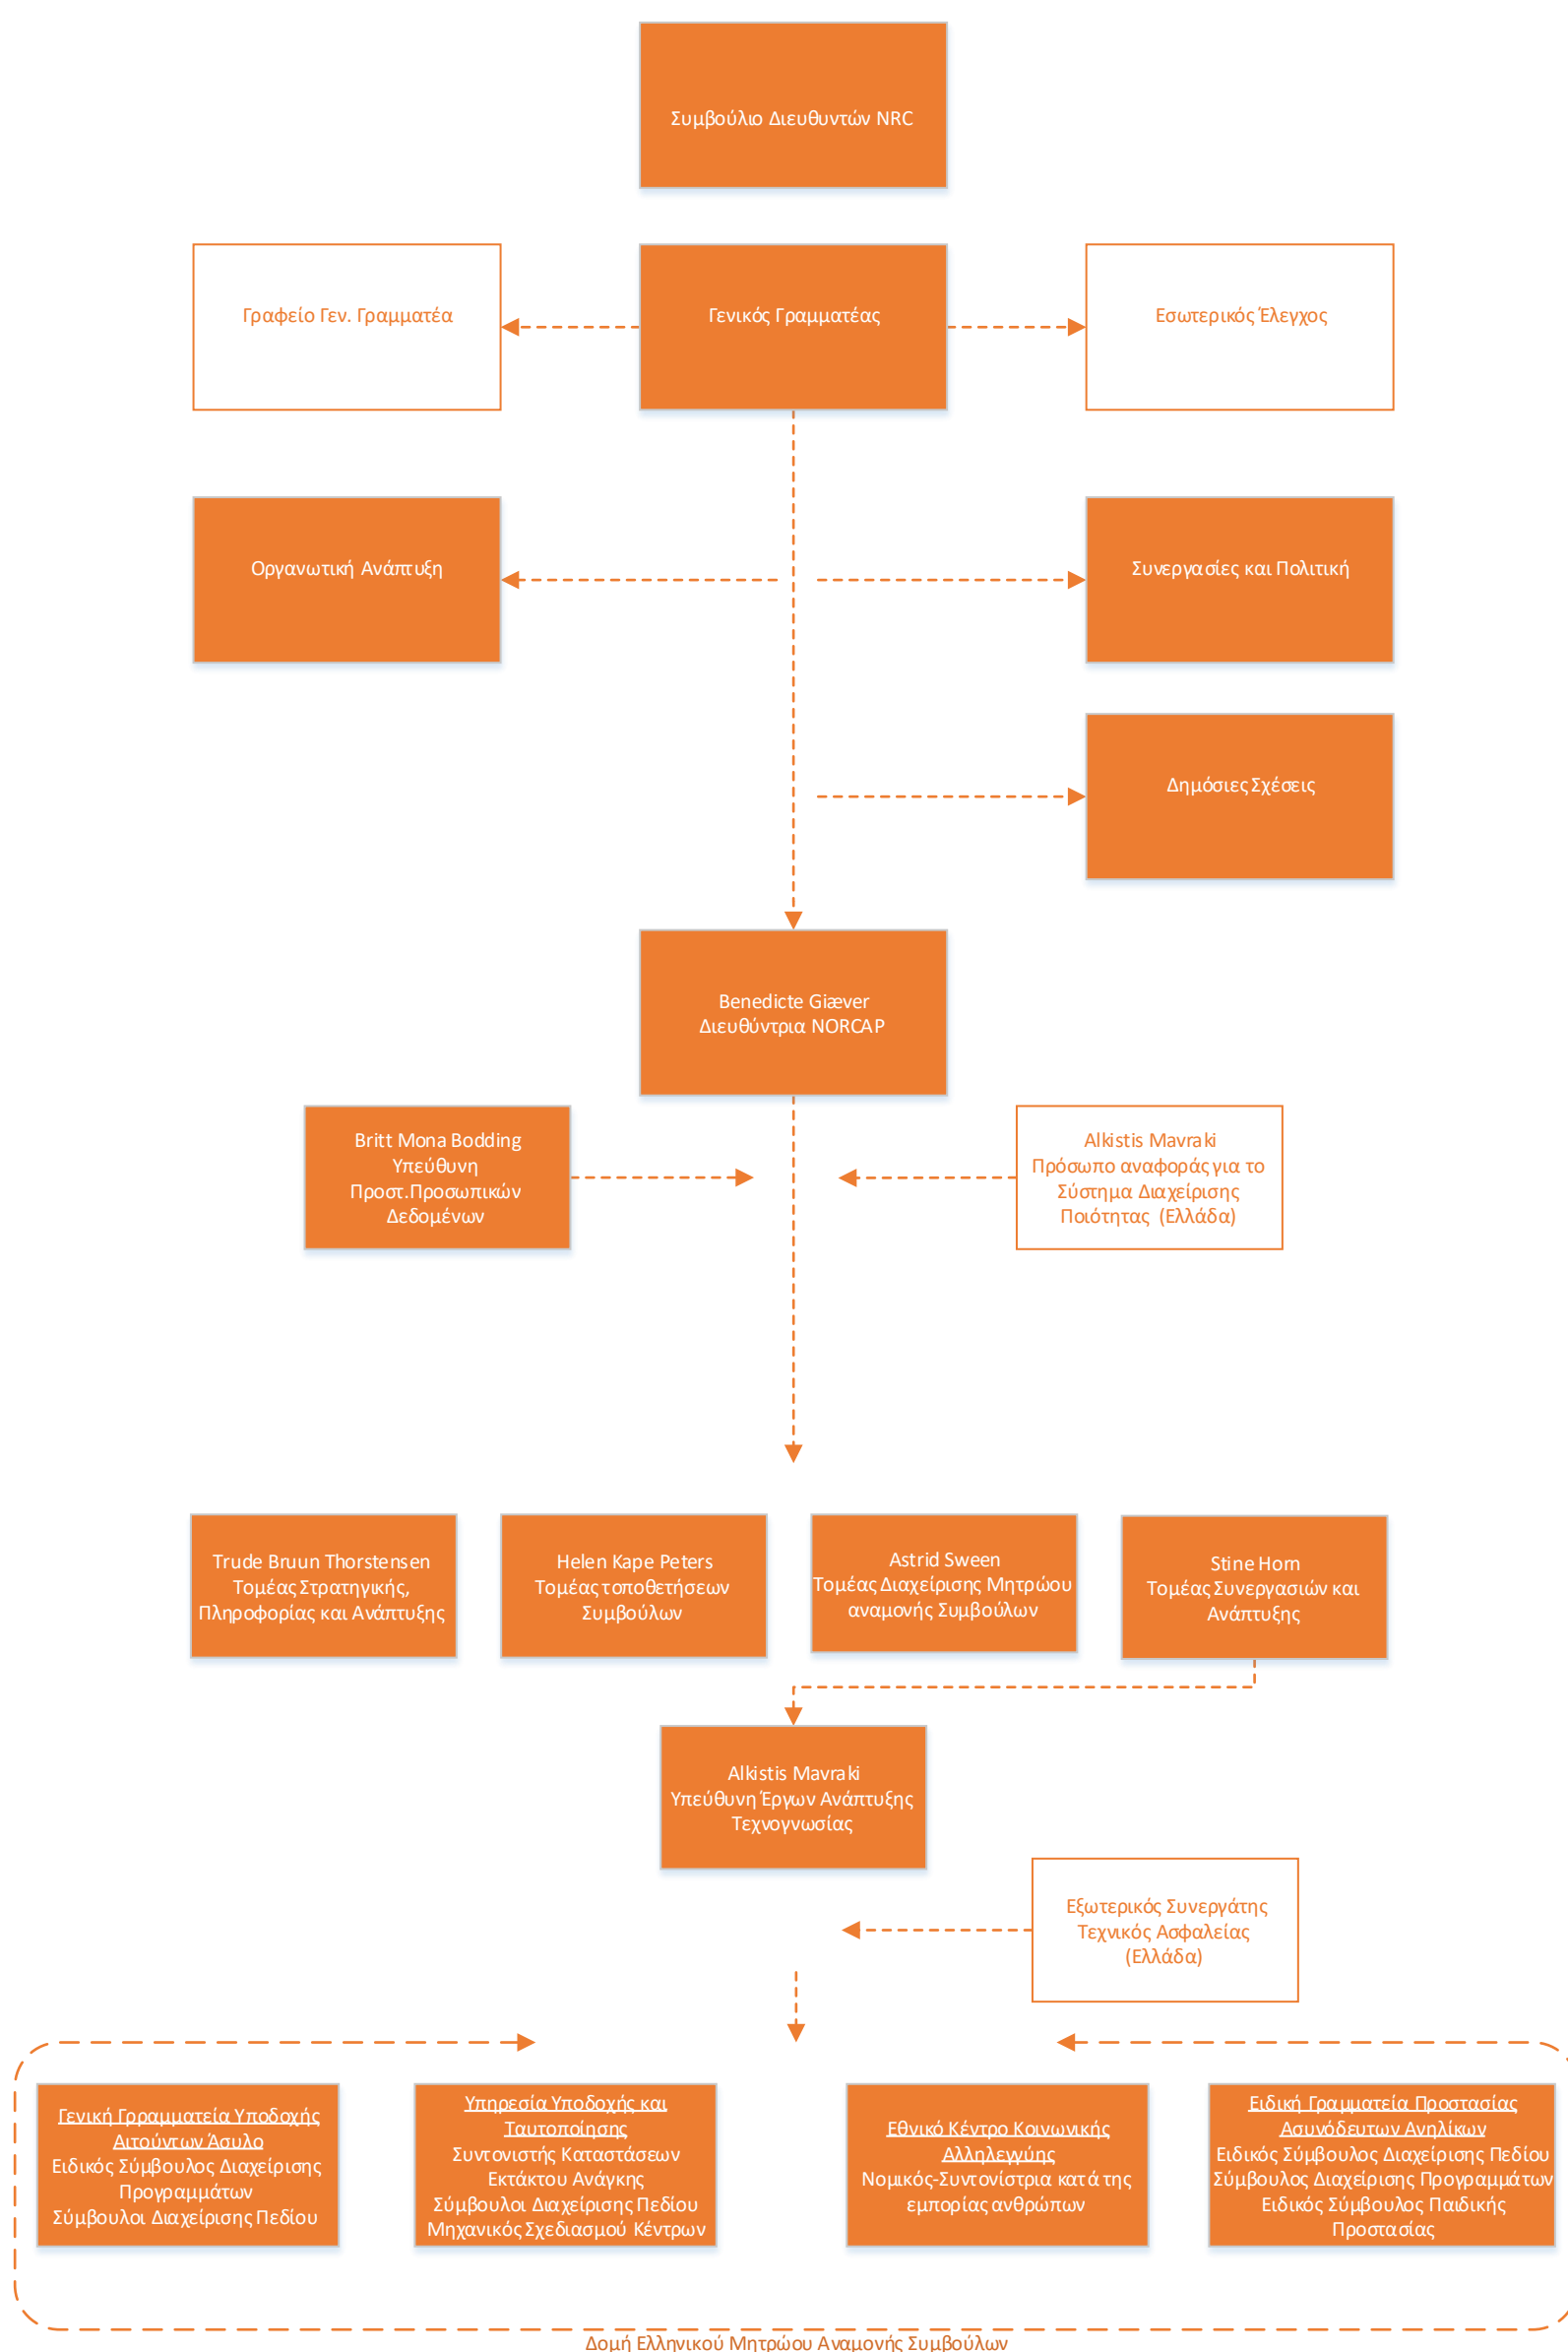 Συμβούλιο Διευθυντών NRC
Γραφείο Γεν. Γραμματέα
Γενικός Γραμματέας
Εσωτερικός Έλεγχος
Οργανωτική Ανάπτυξη
Συνεργασίες και Πολιτική
Δημόσιες Σχέσεις
Benedicte Giæver
Διευθύντρια NORCAP
Britt Mona Bodding
Υπεύθυνη
Προστ.Προσωπικών
Δεδομένων
Alkistis Mavraki
Πρόσωπο αναφοράς για το
Σύστημα Διαχείρισης
Ποιότητας (Ελλάδα)
Trude Bruun Thorstensen
Τομέας Στρατηγικής,
Πληροφορίας και Ανάπτυξης
Helen Kape Peters
Τομέας τοποθετήσεων
Συμβούλων
Astrid Sween
Τομέας Διαχείρισης Μητρώου
αναμονής Συμβούλων
Stine Horn
Τομέας Συνεργασιών και
Ανάπτυξης
Alkistis Mavraki
Υπεύθυνη Έργων Ανάπτυξης
Τεχνογνωσίας
Εξωτερικός Συνεργάτης
Τεχνικός Ασφαλείας
(Ελλάδα)
Γενική Γρραμματεία Υποδοχής
Αιτούντων Άσυλο
Ειδικός Σύμβουλος Διαχείρισης
Προγραμμάτων
Σύμβουλοι Διαχείρισης Πεδίου
Υπηρεσία Υποδοχής και
Ταυτοποίησης
Συντονιστής Καταστάσεων
Εκτάκτου Ανάγκης
Σύμβουλοι Διαχείρισης Πεδίου
Μηχανικός Σχεδιασμού Κέντρων
Εθνικό Κέντρο Κοινωνικής
Αλληλεγγύης
Νομικός-Συντονίστρια κατά της
εμπορίας ανθρώπων
Ειδική Γραμματεία Προστασίας
Ασυνόδευτων Ανηλίκων
Ειδικός Σύμβουλος Διαχείρισης Πεδίου
Σύμβουλος Διαχείρισης Προγραμμάτων
Ειδικός Σύμβουλος Παιδικής
Προστασίας
Δομή Ελληνικού Μητρώου Αναμονής Συμβούλων